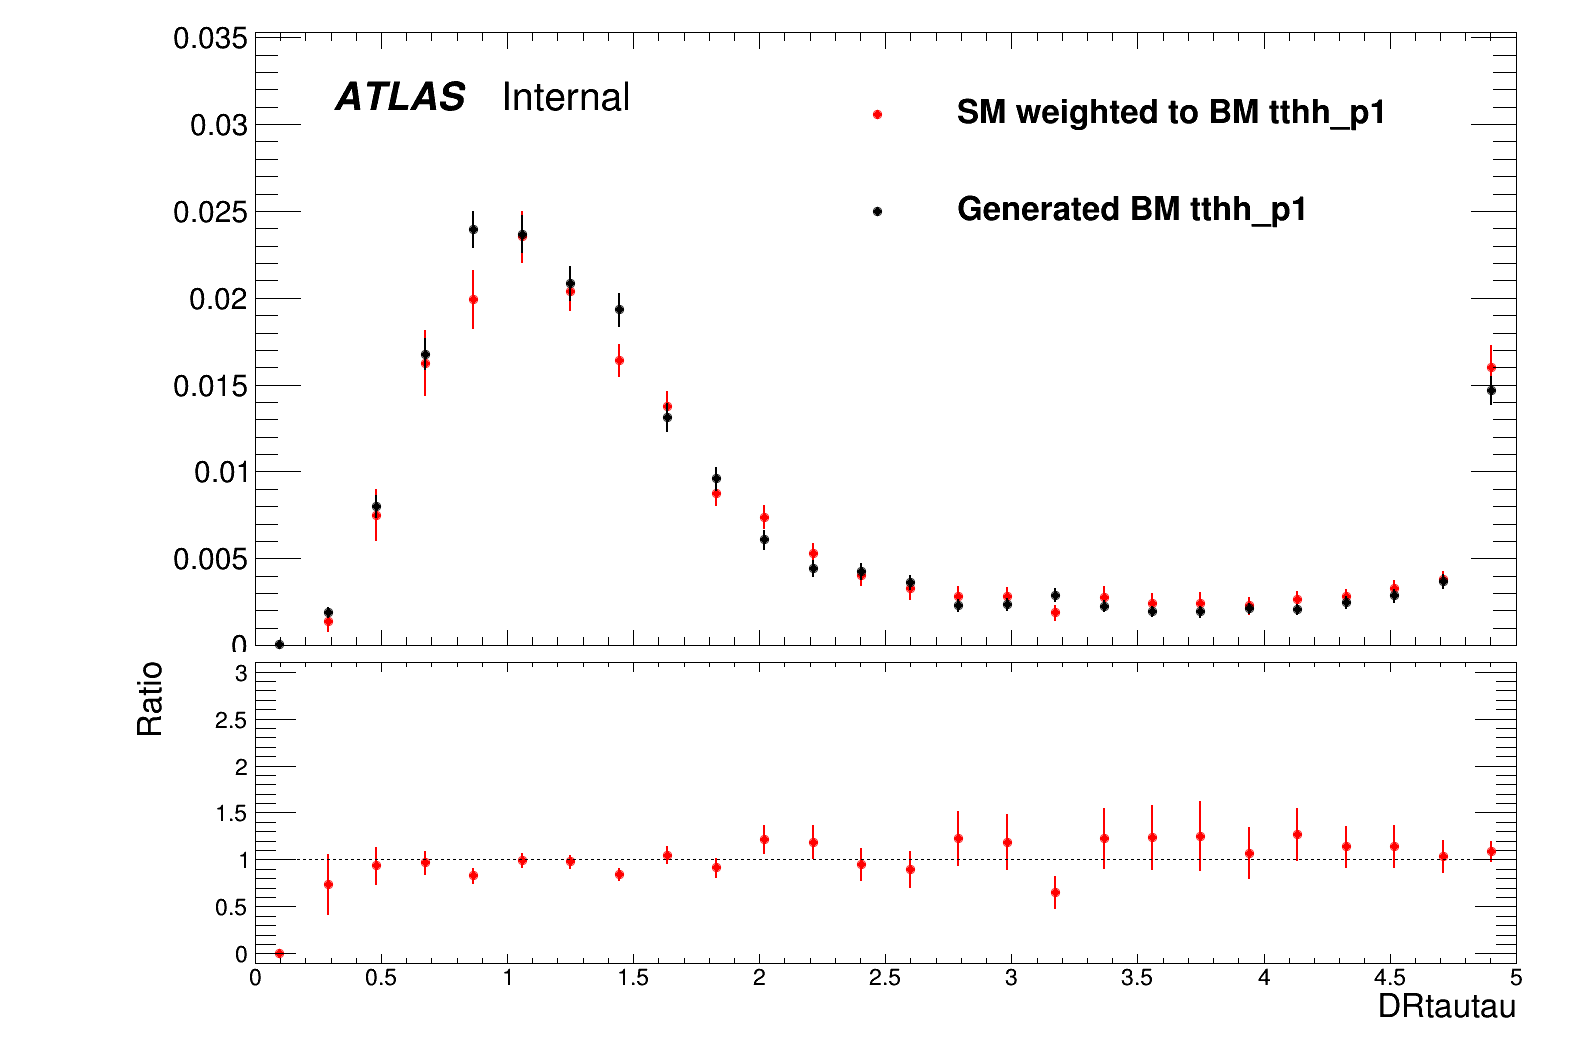 0.035
ATLAS Internal
SM weighted to BM tthh_p1
0.03
0.025
Generated BM tthh_p1
0.02
0.015
0.01
0.005
0
Ratio
3
2.5
2
1.5
1
0.5
0
0 0.5 1 1.5 2 2.5 3 3.5 4 4.5 5
DRtautau